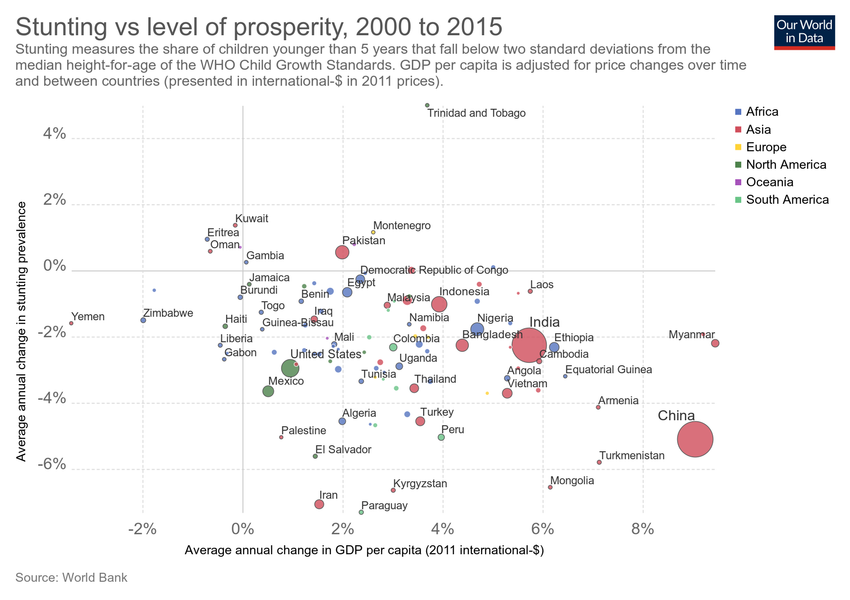 Stunting vs level of prosperity, 2000 to 2015
Our World
in Data
Stunting measures the share of children younger than 5 years that fall below two standard deviations from the
median height-for-age of the WHO Child Growth Standards. GDP per capita is adjusted for price changes over time
and between countries (presented in international-$ in 2011 prices).
Trinidad and Tobago
Africa
Asia
Europe
North America
Oceania
South America
4%
2%
0%
-2%
-4%
-6%
Average annual change in stunting prevalence
Kuwait
Eritrea
Oman
Gambia
Montenegro
Pakistan
Democratic Republic of Congo
Jamaica
Burundi
Egypt
Benin
Malaysia
Indonesia
Laos
Yemen
Zimbabwe
Togo
Haiti
Guinea-Bissau
Iraq
Namibia
Nigeria
India
Liberia
Gabon
Mali
Colombia
Bangladesh
Ethiopia
Myanmar
United States
Uganda
Cambodia
Mexico
Tunisia
Thailand
Angola
Vietnam
Equatorial Guinea
Armenia
Algeria
Turkey
China
Palestine
Peru
El Salvador
Turkmenistan
Iran
Kyrgyzstan
Mongolia
Paraguay
-2%
0%
2%
4%
6%
8%
Average annual change in GDP per capita (2011 international-$)
Source: World Bank